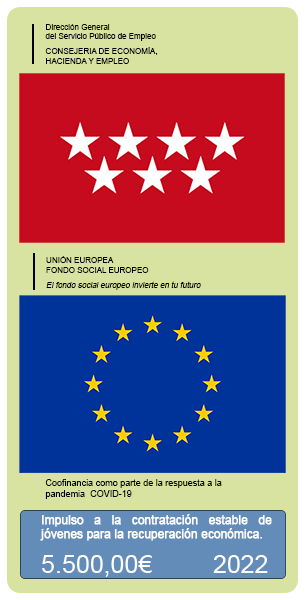 Dirección General
del Servicio Público de Empleo
CONSEJERIA DE ECONOMÍA,
HACIENDA Y EMPLEO
UNIÓN EUROPEA
FONDO SOCIAL EUROPEO
El fondo social europeo invierte en tu futuro
Coofinancia como parte de la respuesta a la
pandemia COVID-19
Impulso a la contratación estable de
jóvenes para la recuperación económica.
5.500,00€ 2022